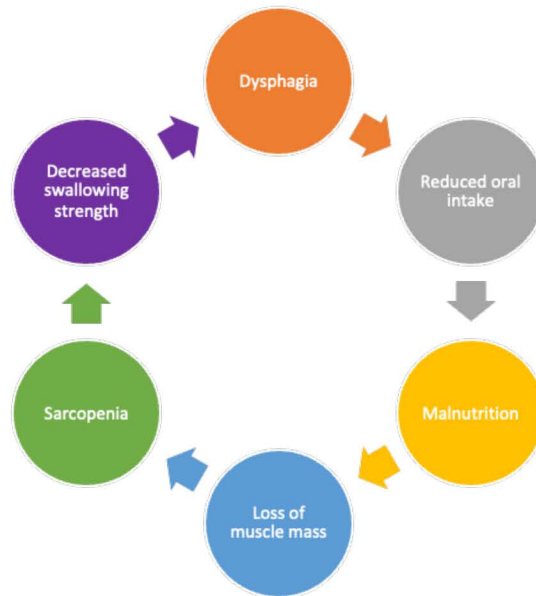 Dysphagia
Reduced oral
intake
Malnutrition
Loss of
muscle mass
Sarcopenia
Decreased
swallowing
strength